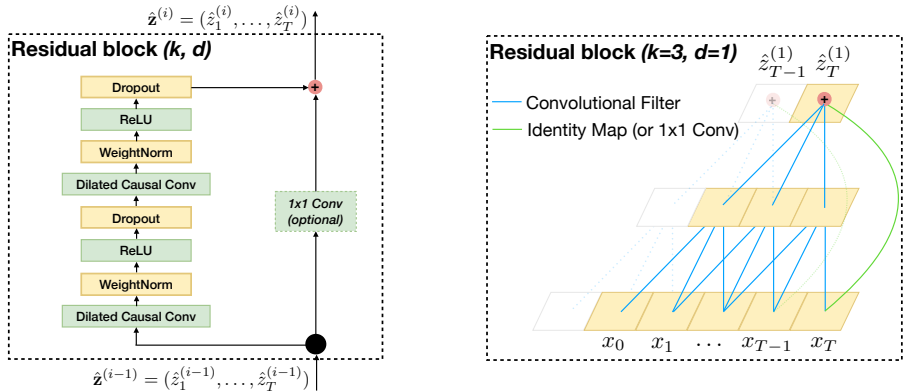 ẑ^(i) = (ẑ_1^(i), . . . , ẑ_T^(i))
Residual block (k, d)
Dropout
+
ReLU
WeightNorm
Dilated Causal Conv
1x1 Conv
(optional)
Dropout
ReLU
WeightNorm
Dilated Causal Conv
ẑ^(i−1) = (ẑ_1^(i−1), . . . , ẑ_T^(i−1))
Residual block (k=3, d=1)
ẑ_{T−1}^(1) ẑ_T^(1)
+ +
Convolutional Filter
Identity Map (or 1x1 Conv)
x_0 x_1 . . . x_{T−1} x_T